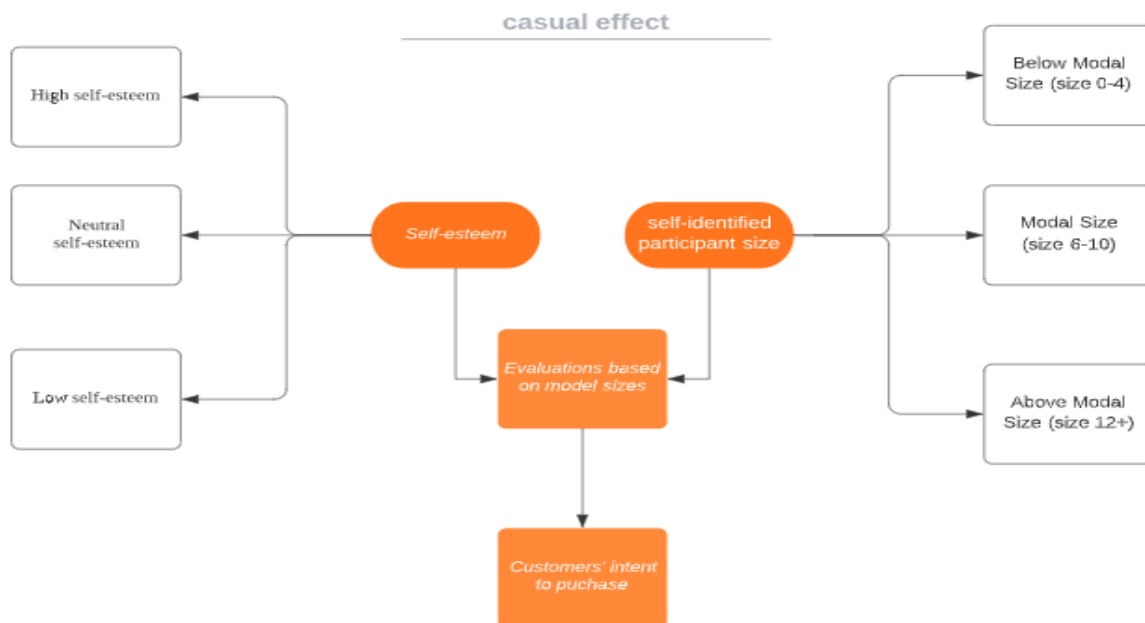 casual effect
High self-esteem
Neutral
self-esteem
Low self-esteem
Self-esteem
self-identified
participant size
Evaluations based
on model sizes
Customers' intent
to puchase
Below Modal
Size (size 0-4)
Modal Size
(size 6-10)
Above Modal
Size (size 12+)